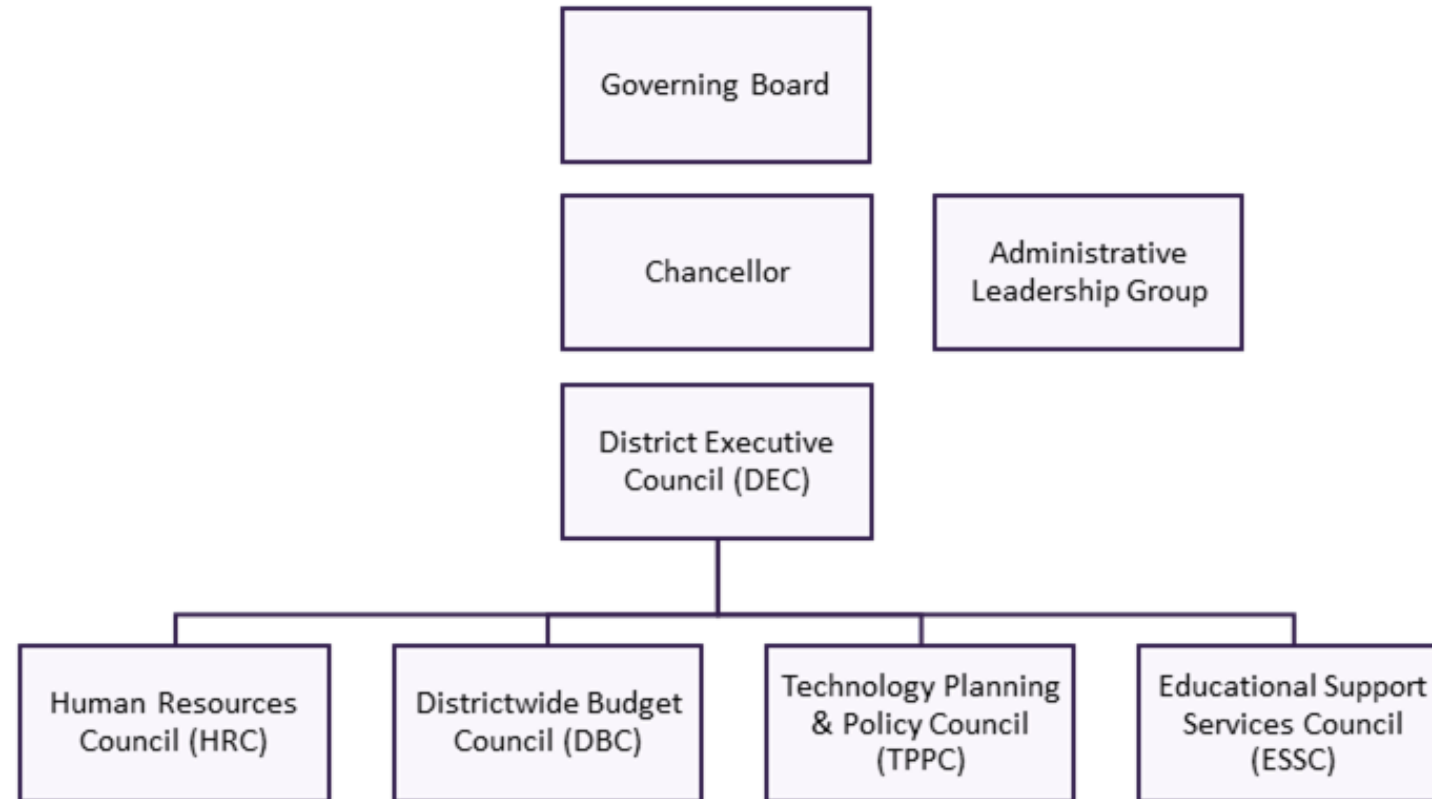 Governing Board
Chancellor
Administrative
Leadership Group
District Executive
Council (DEC)
Human Resources
Council (HRC)
Districtwide Budget
Council (DBC)
Technology Planning
& Policy Council
(TPPC)
Educational Support
Services Council
(ESSC)